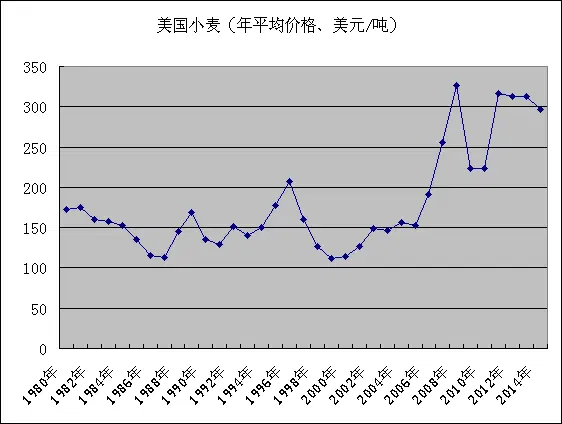 美国小麦（年平均价格、美元/吨）
350
300
250
200
150
100
50
0
1980年
1982年
1984年
1986年
1988年
1990年
1992年
1994年
1996年
1998年
2000年
2002年
2004年
2006年
2008年
2010年
2012年
2014年